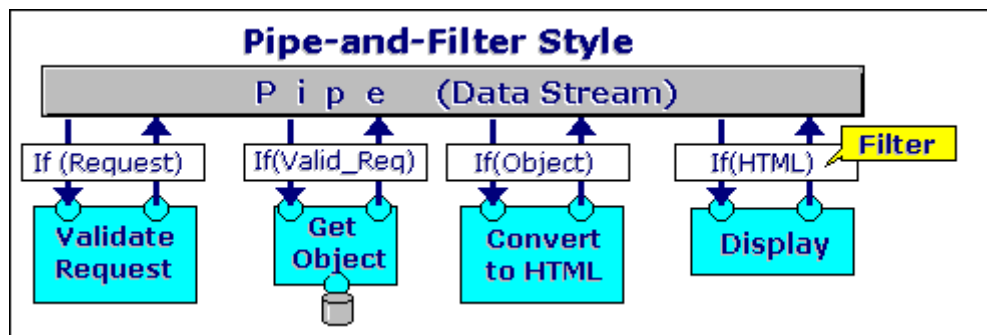 Pipe-and-Filter Style
P i p e (Data Stream)
If (Request)
If(Valid_Req)
If(Object)
If(HTML)
Filter
Validate
Request
Get
Object
Convert
to HTML
Display